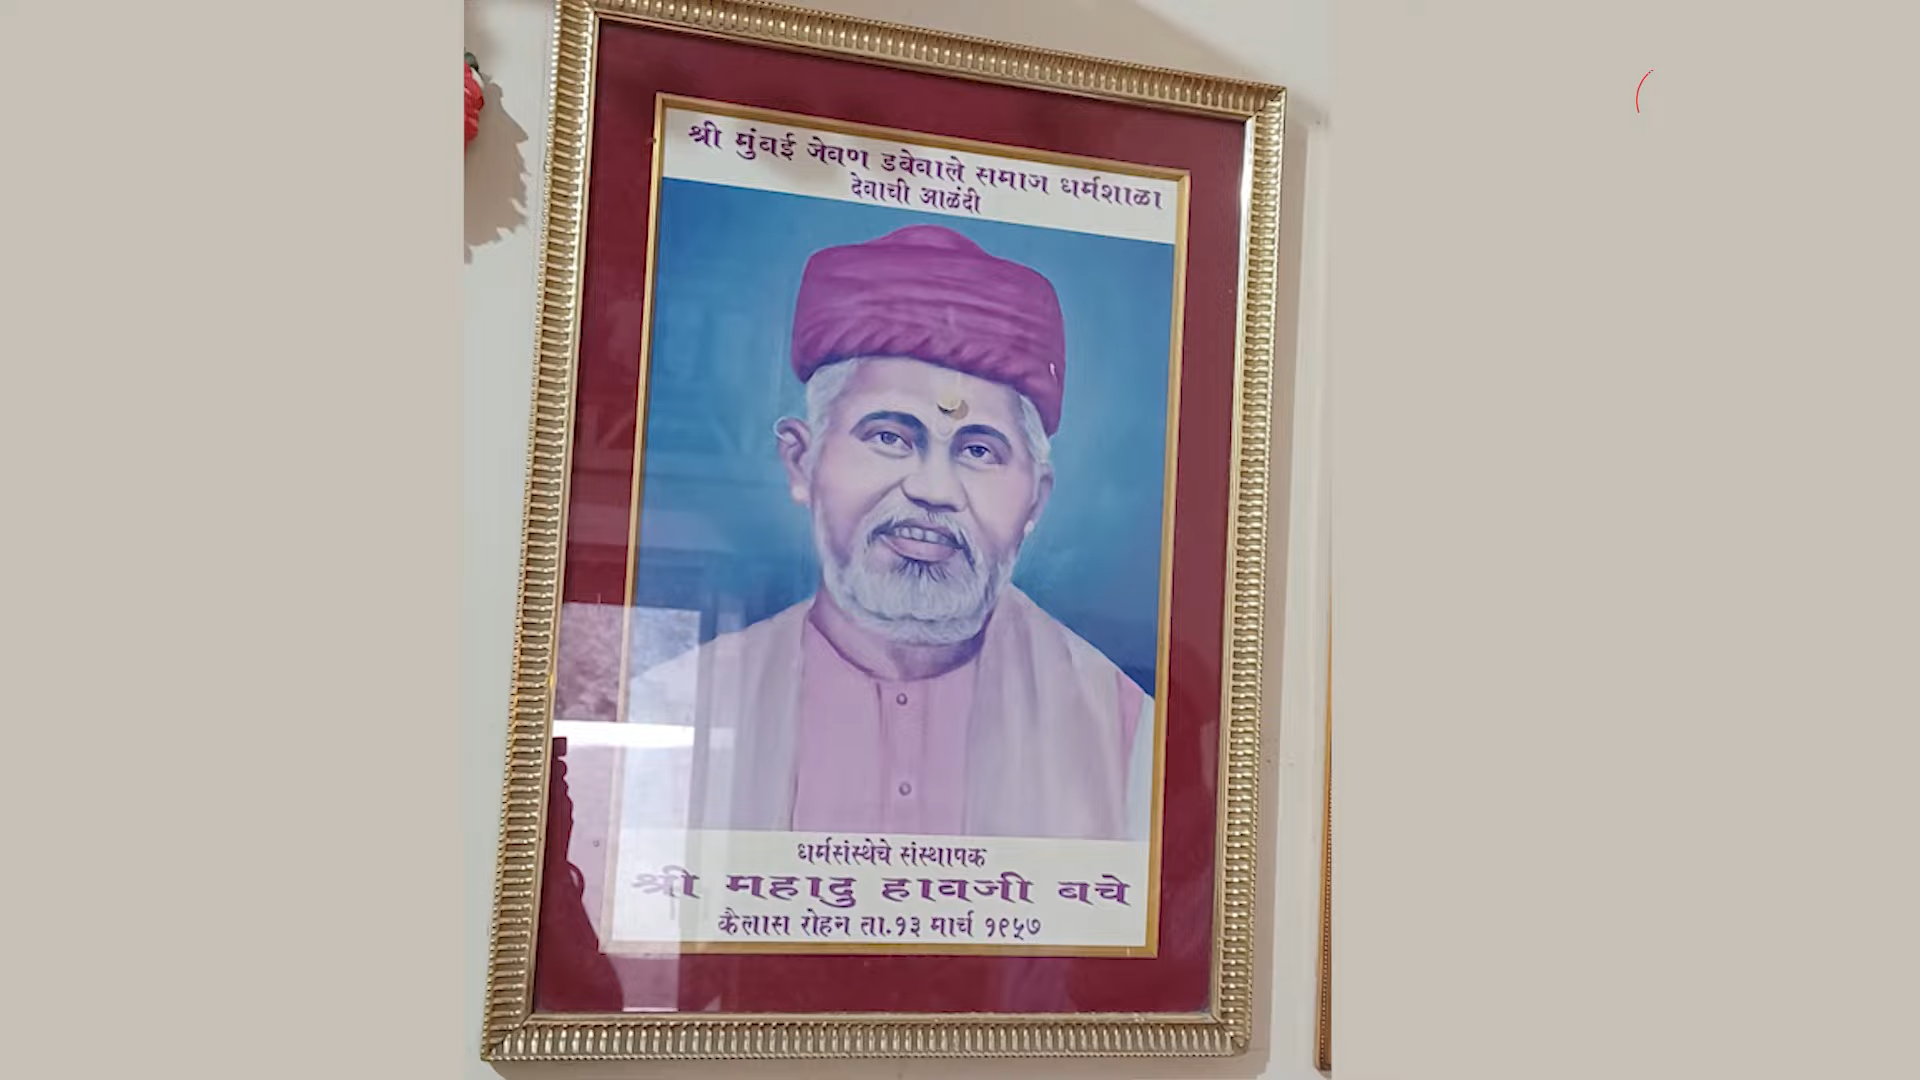 श्री मुंबई जेवण डबेवाले समाज धर्मशाळा
देवाची आळंदी
धर्मसंस्थेचे संस्थापक
श्री महादु हावजी बचे
कैलास रोहन ता.१३ मार्च १९५७